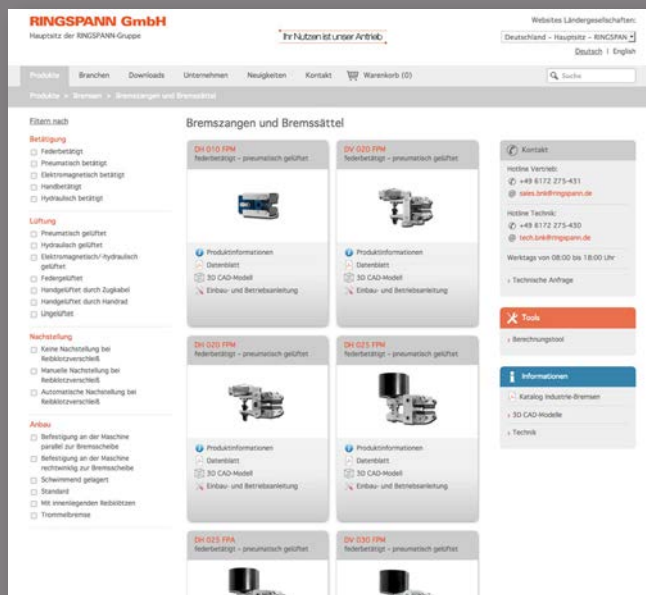 RINGSPANN GmbH
Hauptsitz der RINGSPANN-Gruppe
Ihr Nutzen ist unser Antrieb
Websites Ländergesellschaften:
Deutschland - Hauptsitz - RINGSPAN
Deutsch | English
Produkte Branchen Downloads Unternehmen Neuigkeiten Kontakt Warenkorb (0)
Suche
Produkte > Bremsen > Bremszangen und Bremssättel
Filtern nach
Betätigung
Federbetätigt
Pneumatisch betätigt
Elektromagnetisch betätigt
Handbetätigt
Hydraulisch betätigt
Lüftung
Pneumatisch gelüftet
Hydraulisch gelüftet
Elektromagnetisch/-hydraulisch
gelüftet
Federgelüftet
Handgelüftet durch Zugkabel
Handgelüftet durch Handrad
Ungelüftet
Nachstellung
Keine Nachstellung bei
Reibklotzverschleiß
Manuelle Nachstellung bei
Reibklotzverschleiß
Automatische Nachstellung bei
Reibklotzverschleiß
Anbau
Befestigung an der Maschine
parallel zur Bremsscheibe
Befestigung an der Maschine
rechtwinklig zur Bremsscheibe
Schwimmend gelagert
Standard
Mit innenliegenden Reibklötzen
Trommelbremse
Bremszangen und Bremssättel
DH 010 FPM
federbetätigt - pneumatisch gelüftet
Produktinformationen
Datenblatt
3D CAD-Modell
Einbau- und Betriebsanleitung
DV 020 FPM
federbetätigt - pneumatisch gelüftet
Produktinformationen
Datenblatt
3D CAD-Modell
Einbau- und Betriebsanleitung
DH 020 FPM
federbetätigt - pneumatisch gelüftet
Produktinformationen
Datenblatt
3D CAD-Modell
Einbau- und Betriebsanleitung
DH 025 FPM
federbetätigt - pneumatisch gelüftet
Produktinformationen
Datenblatt
3D CAD-Modell
Einbau- und Betriebsanleitung
DH 025 FPA
federbetätigt - pneumatisch gelüftet
DV 030 FPM
federbetätigt - pneumatisch gelüftet
Kontakt
Hotline Vertrieb:
+49 6172 275-431
@ sales.bnk@ringspann.de
Hotline Technik:
+49 6172 275-430
@ tech.bnk@ringspann.de
Werktags von 08:00 bis 18:00 Uhr
› Technische Anfrage
Tools
› Berechnungstool
Informationen
Katalog Industrie-Bremsen
› 3D CAD-Modelle
› Technik